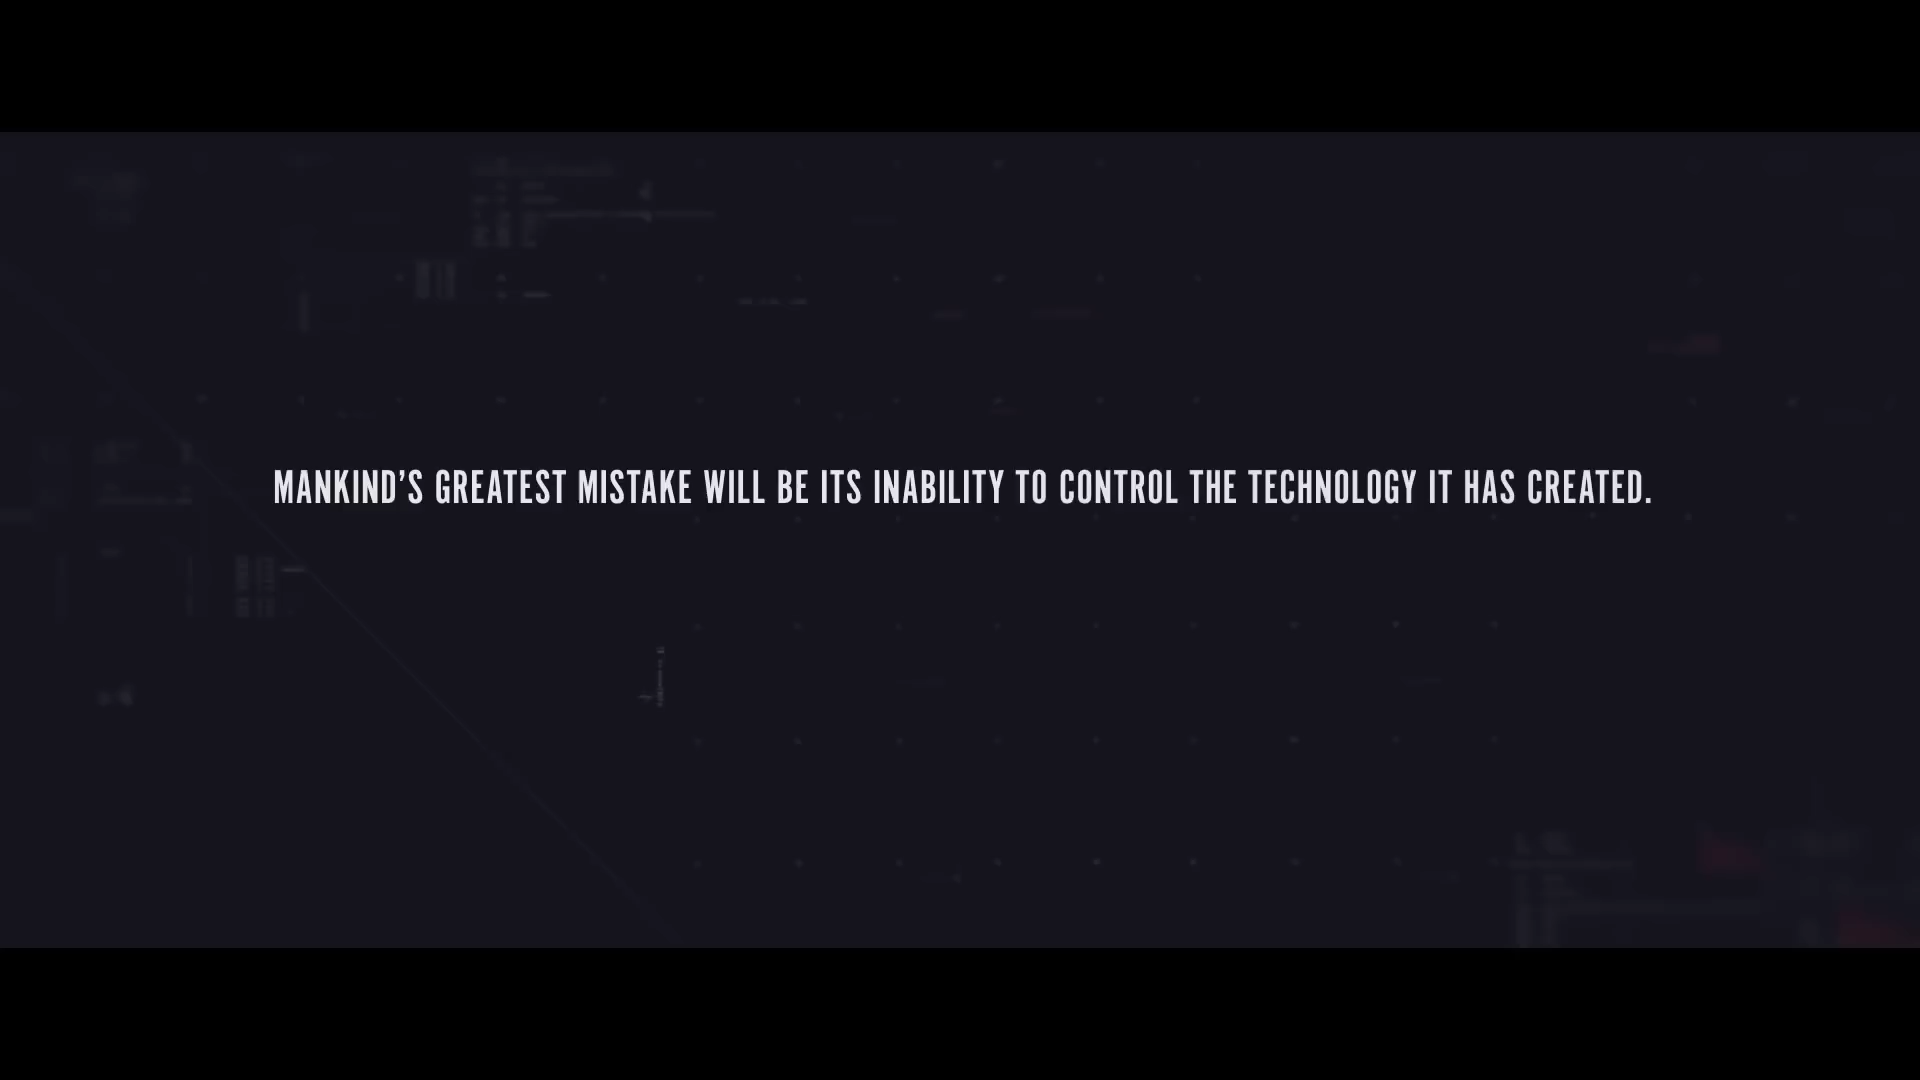 MANKIND’S GREATEST MISTAKE WILL BE ITS INABILITY TO CONTROL THE TECHNOLOGY IT HAS CREATED.